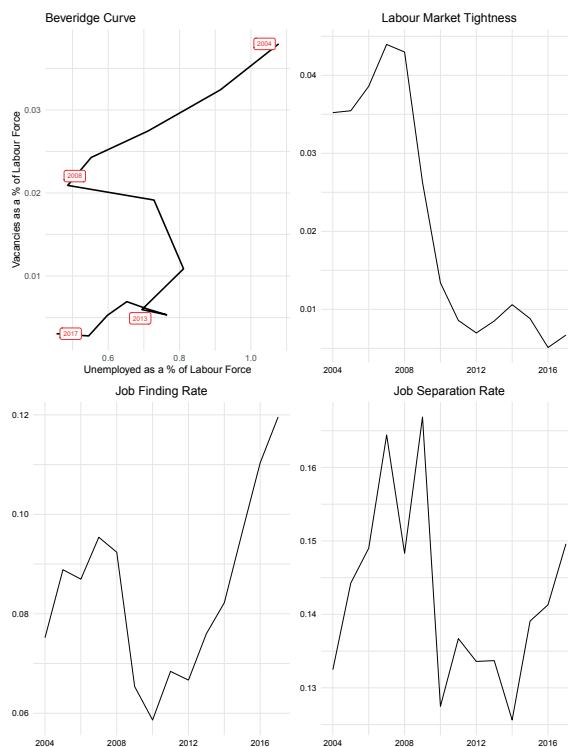 Beveridge Curve
Vacancies as a % of Labour Force
0.03
0.02
0.01
2004
2008
2013
2017
0.6 0.8 1.0
Unemployed as a % of Labour Force
Labour Market Tightness
0.04
0.03
0.02
0.01
2004 2008 2012 2016
Job Finding Rate
0.12
0.10
0.08
0.06
2004 2008 2012 2016
Job Separation Rate
0.16
0.15
0.14
0.13
2004 2008 2012 2016